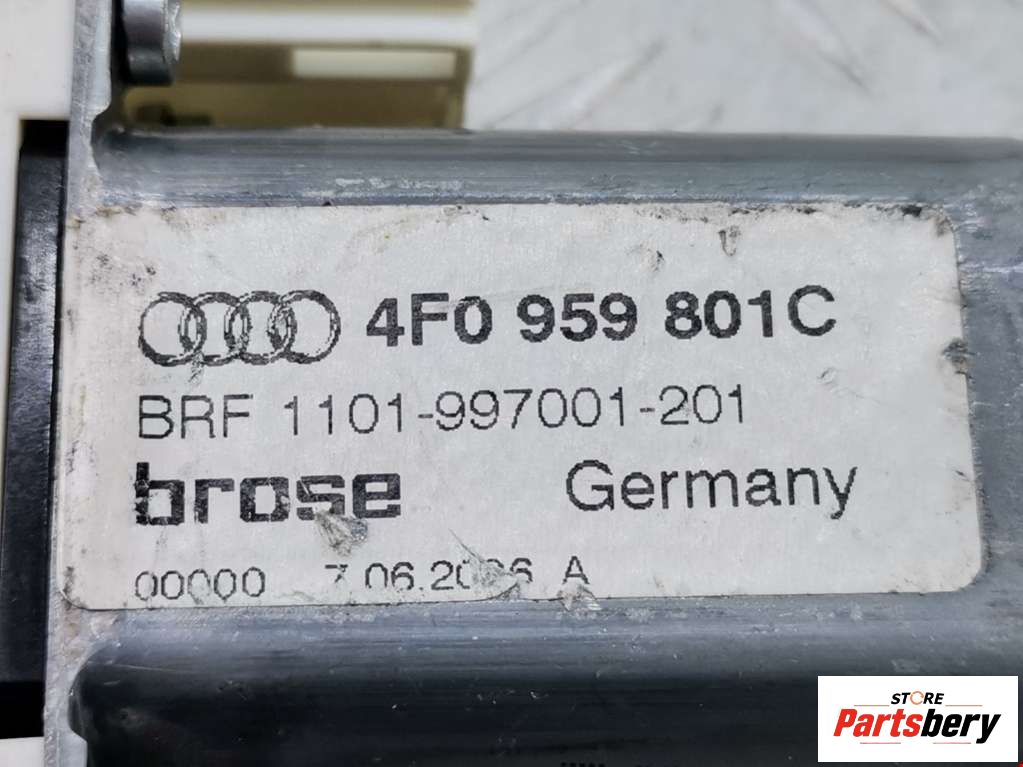 4F0 959 801C
BRF 1101-997001-201
brose Germany
00000 A
STORE
Partsbery